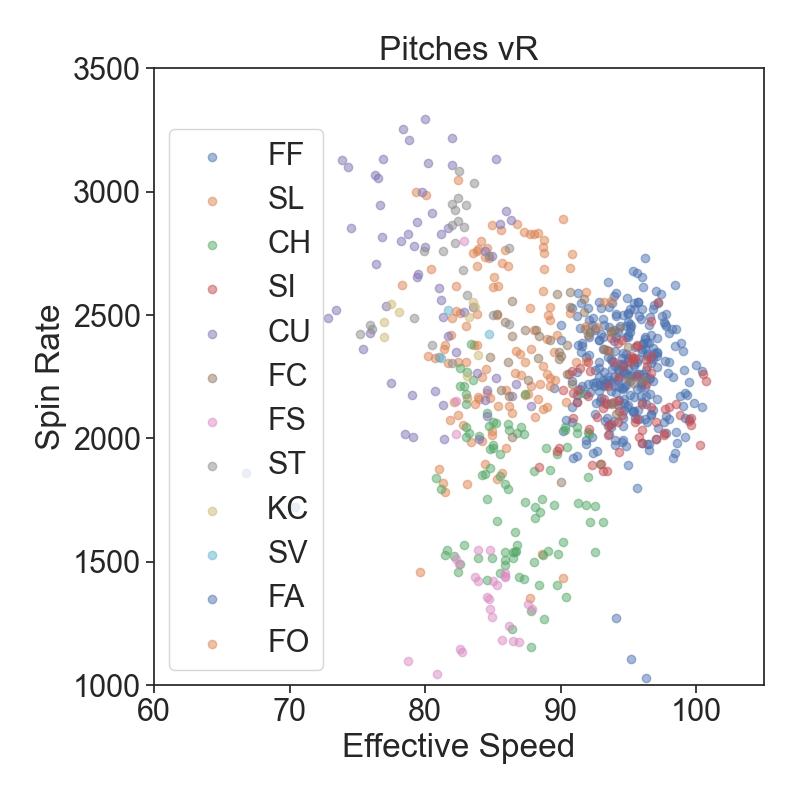 Pitches vR
3500
3000
2500
2000
1500
1000
Spin Rate
FF
SL
CH
SI
CU
FC
FS
ST
KC
SV
FA
FO
60 70 80 90 100
Effective Speed